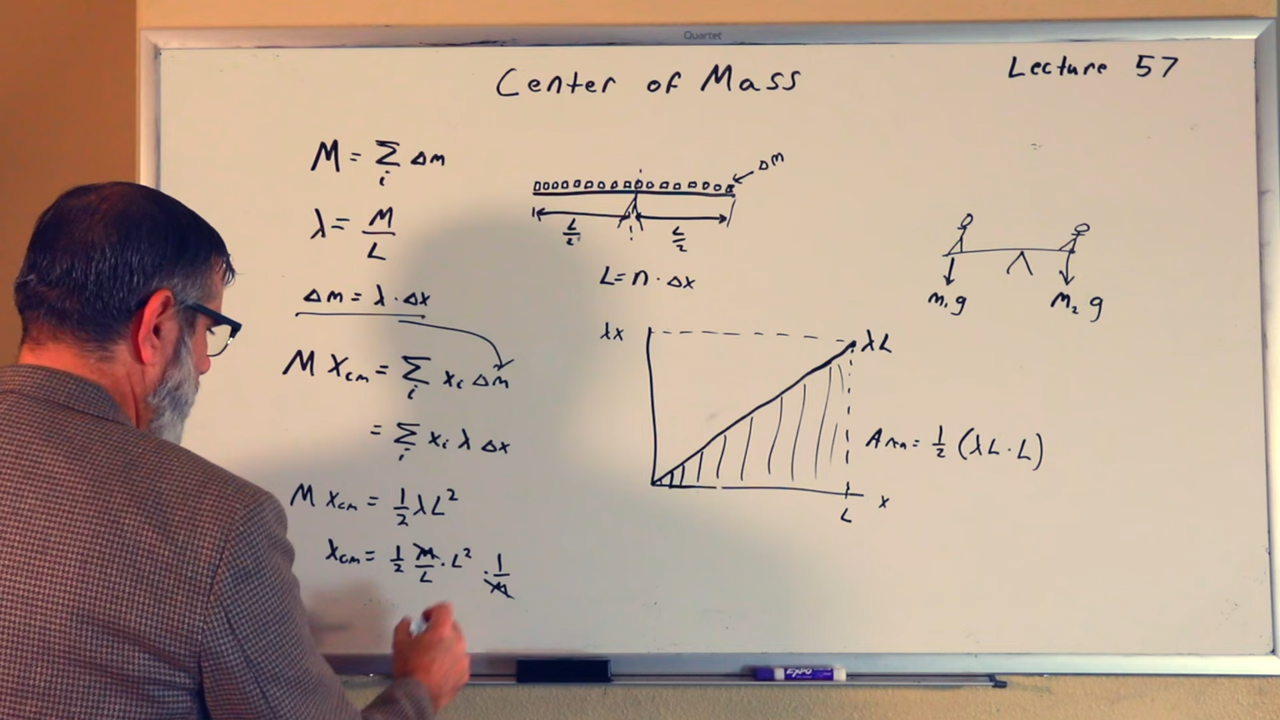 Quartet
Center of Mass
Lecture 57
M = Σ Δm
i
λ = M/L
Δm = λ · Δx
M Xcm = Σ xi Δm
i
= Σ xi λ Δx
i
M xcm = 1/2 λL²
Xcm = 1/2 M/L · L² · 1/M
Δm
L/2
L/2
L = n · Δx
m1 g
m2 g
λx
λL
Area = 1/2 (λL · L)
L
x
EXPO